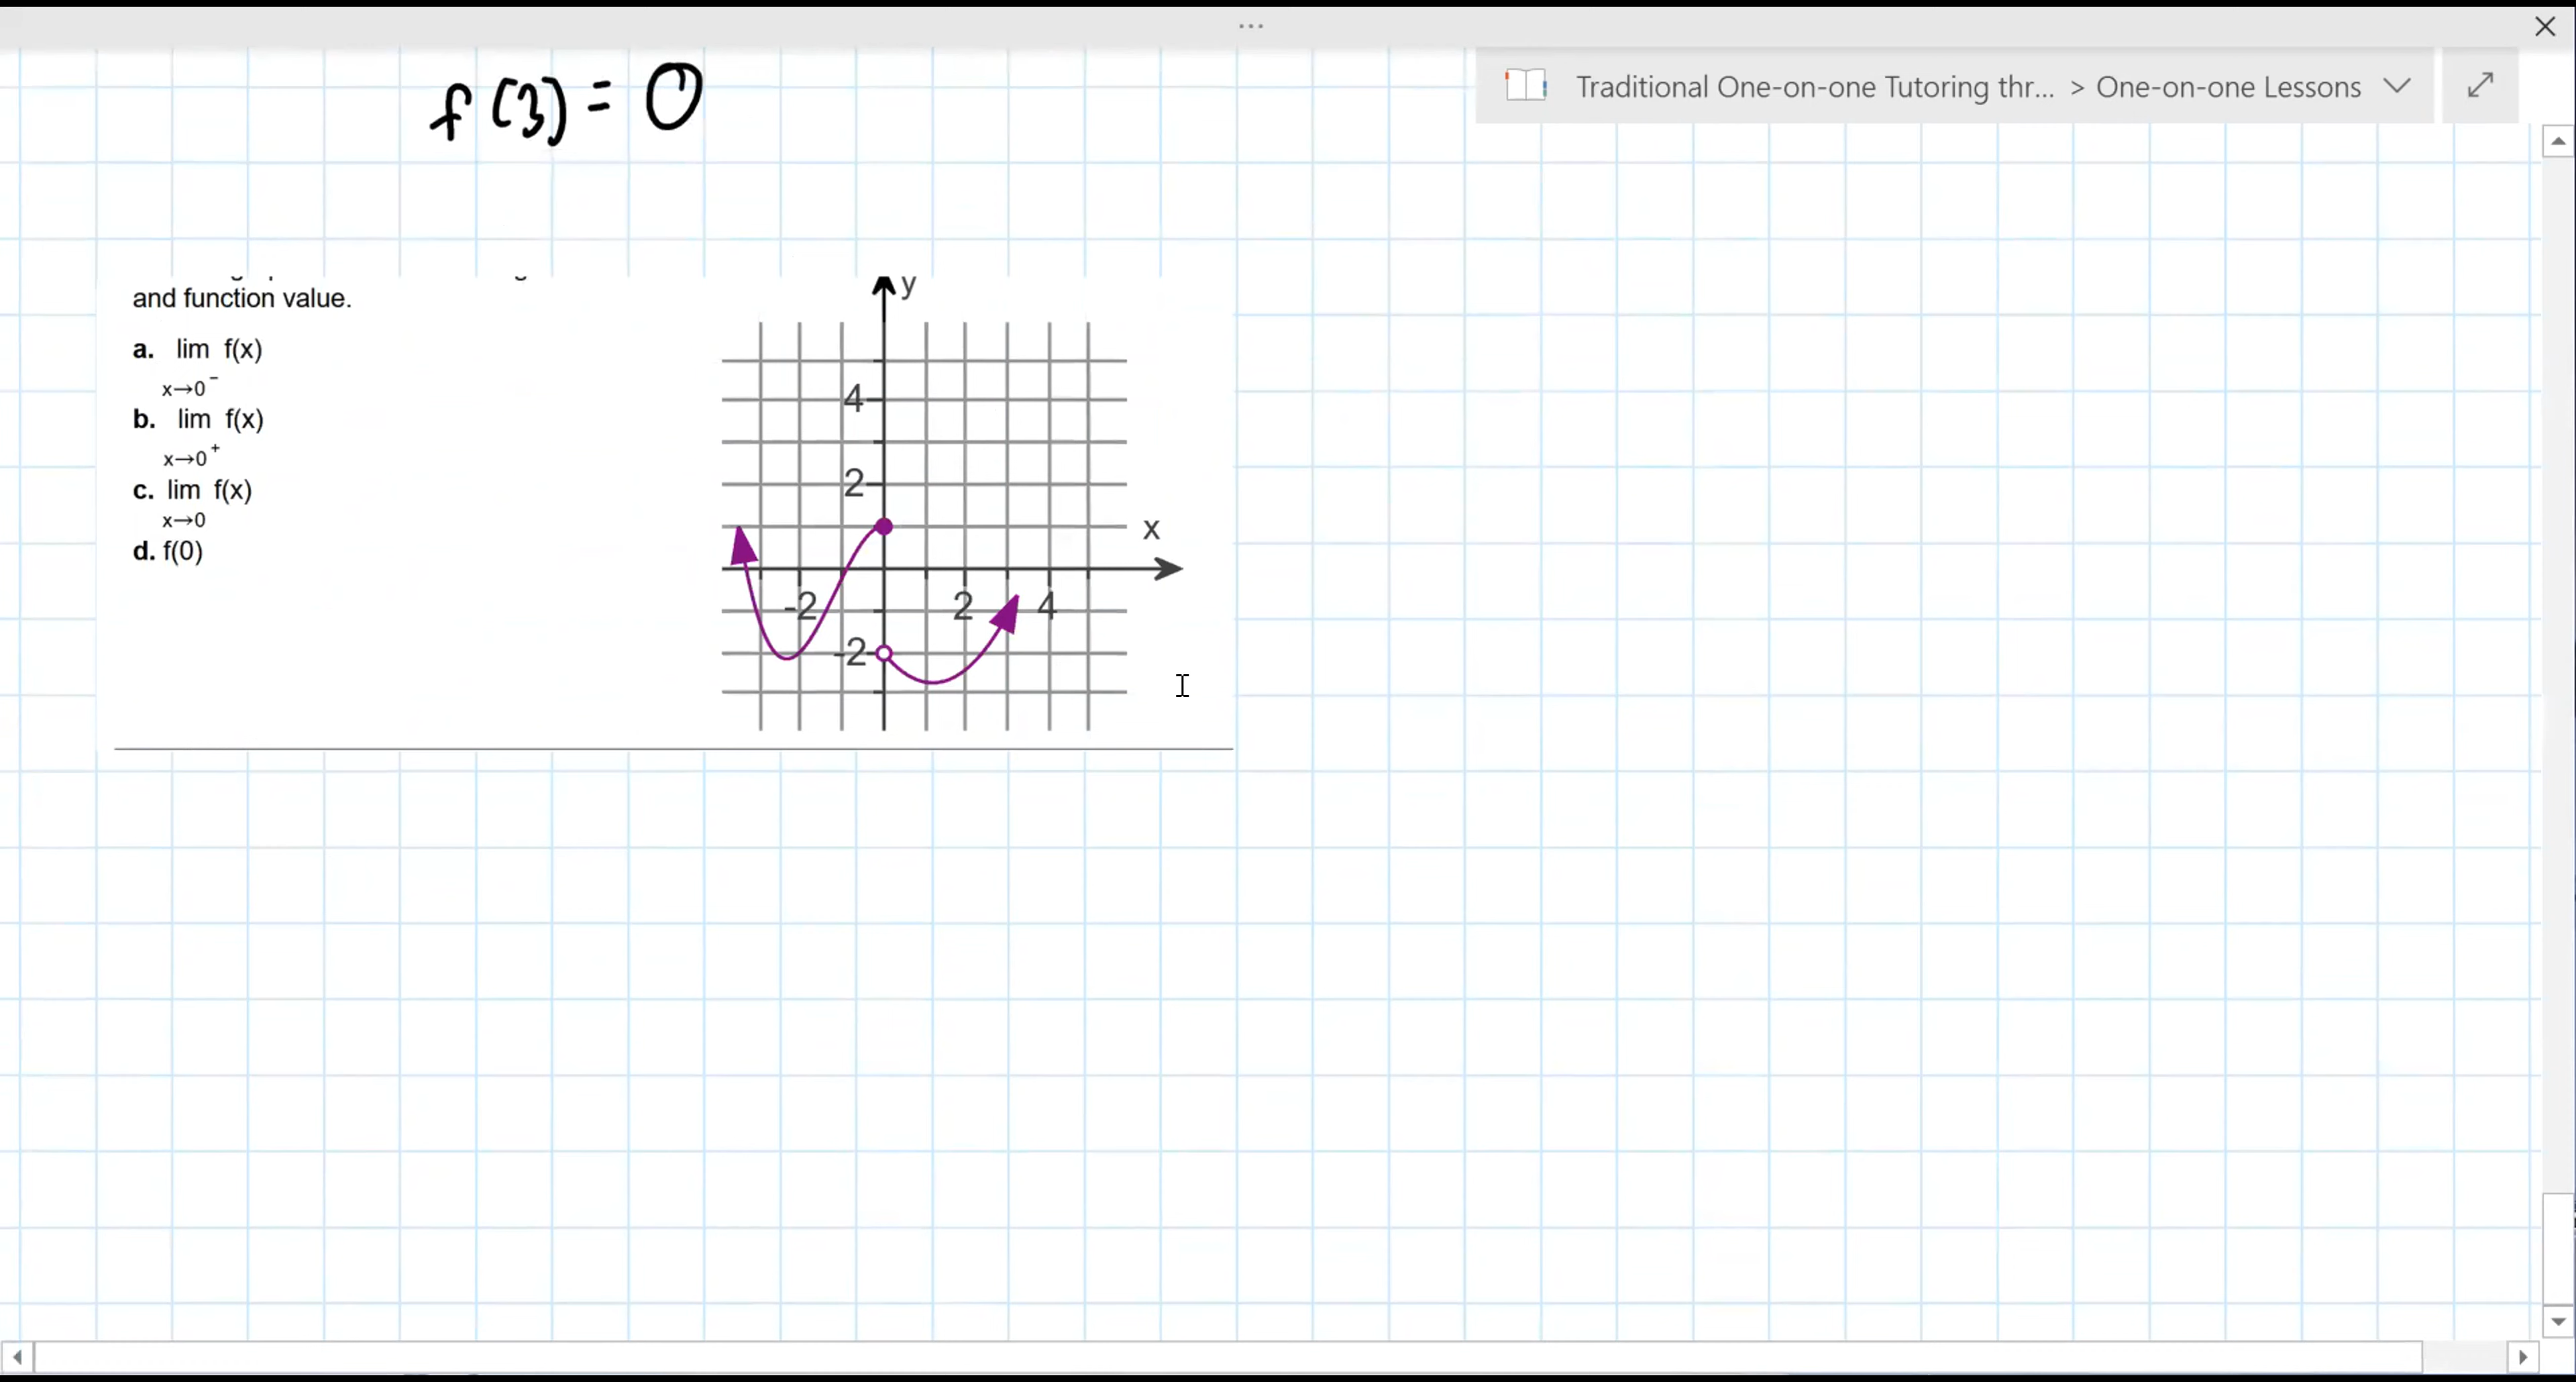 ...
Traditional One-on-one Tutoring thr... > One-on-one Lessons
f(3) = 0
and function value.
a. lim f(x)
x→0⁻
b. lim f(x)
x→0⁺
c. lim f(x)
x→0
d. f(0)
y
4
2
x
-2 2 4
-2